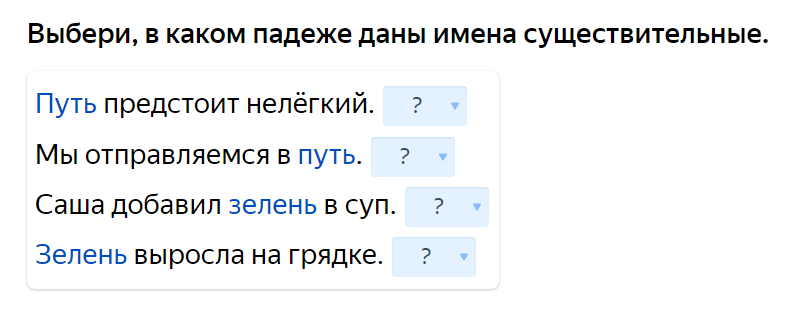 Выбери, в каком падеже даны имена существительные.
Путь предстоит нелёгкий. ?
Мы отправляемся в путь. ?
Саша добавил зелень в суп. ?
Зелень выросла на грядке. ?